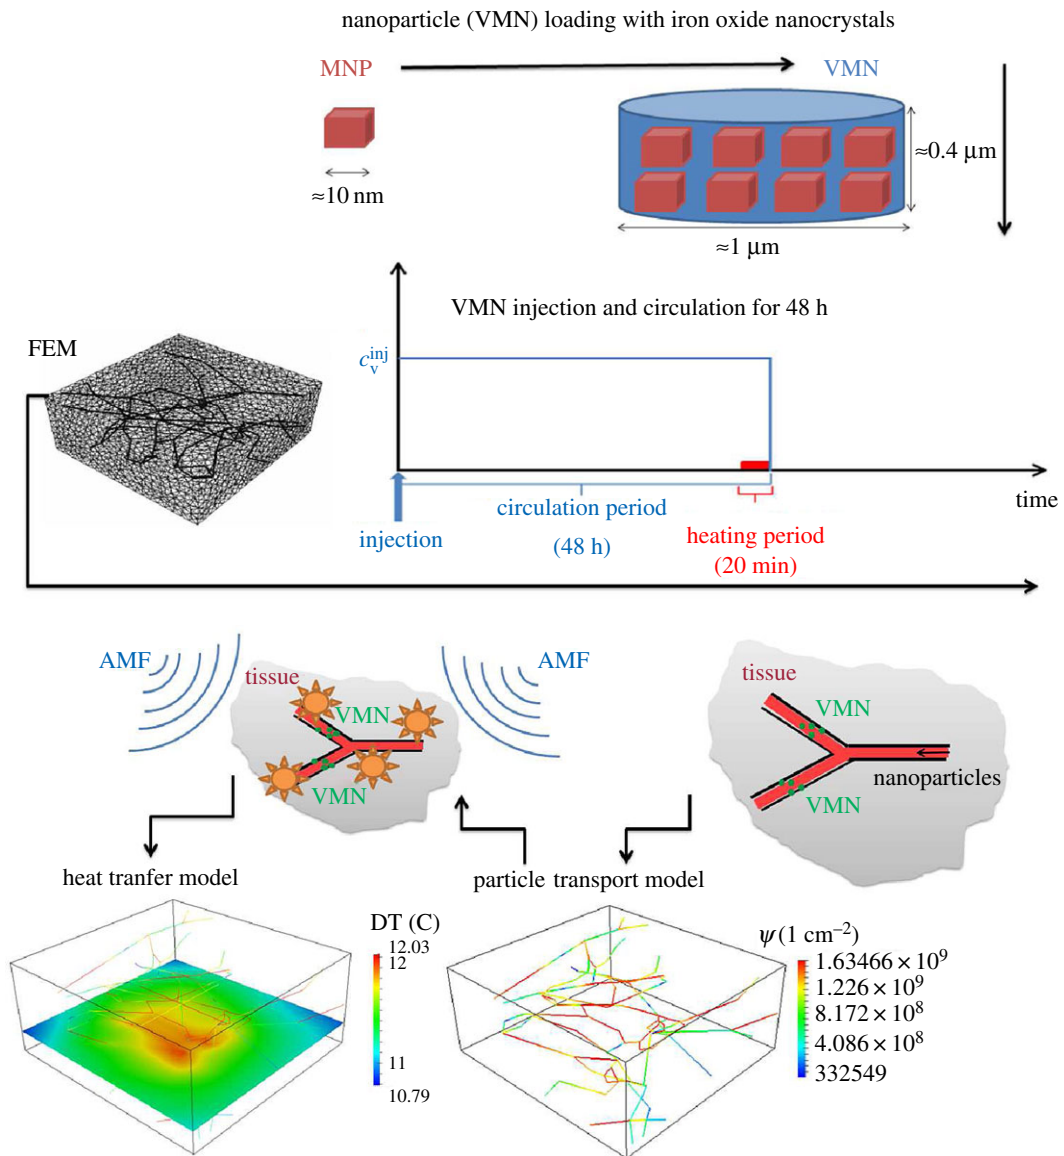 nanoparticle (VMN) loading with iron oxide nanocrystals
MNP
VMN
≈0.4 μm
≈10 nm
≈1 μm
VMN injection and circulation for 48 h
FEM
c_v^inj
time
circulation period
injection
(48 h)
heating period
(20 min)
AMF
AMF
tissue
VMN
VMN
tissue
VMN
nanoparticles
VMN
heat tranfer model
particle transport model
DT (C)
12.03
12
11
10.79
ψ (1 cm⁻²)
1.63466 × 10⁹
1.226 × 10⁹
8.172 × 10⁸
4.086 × 10⁸
332549